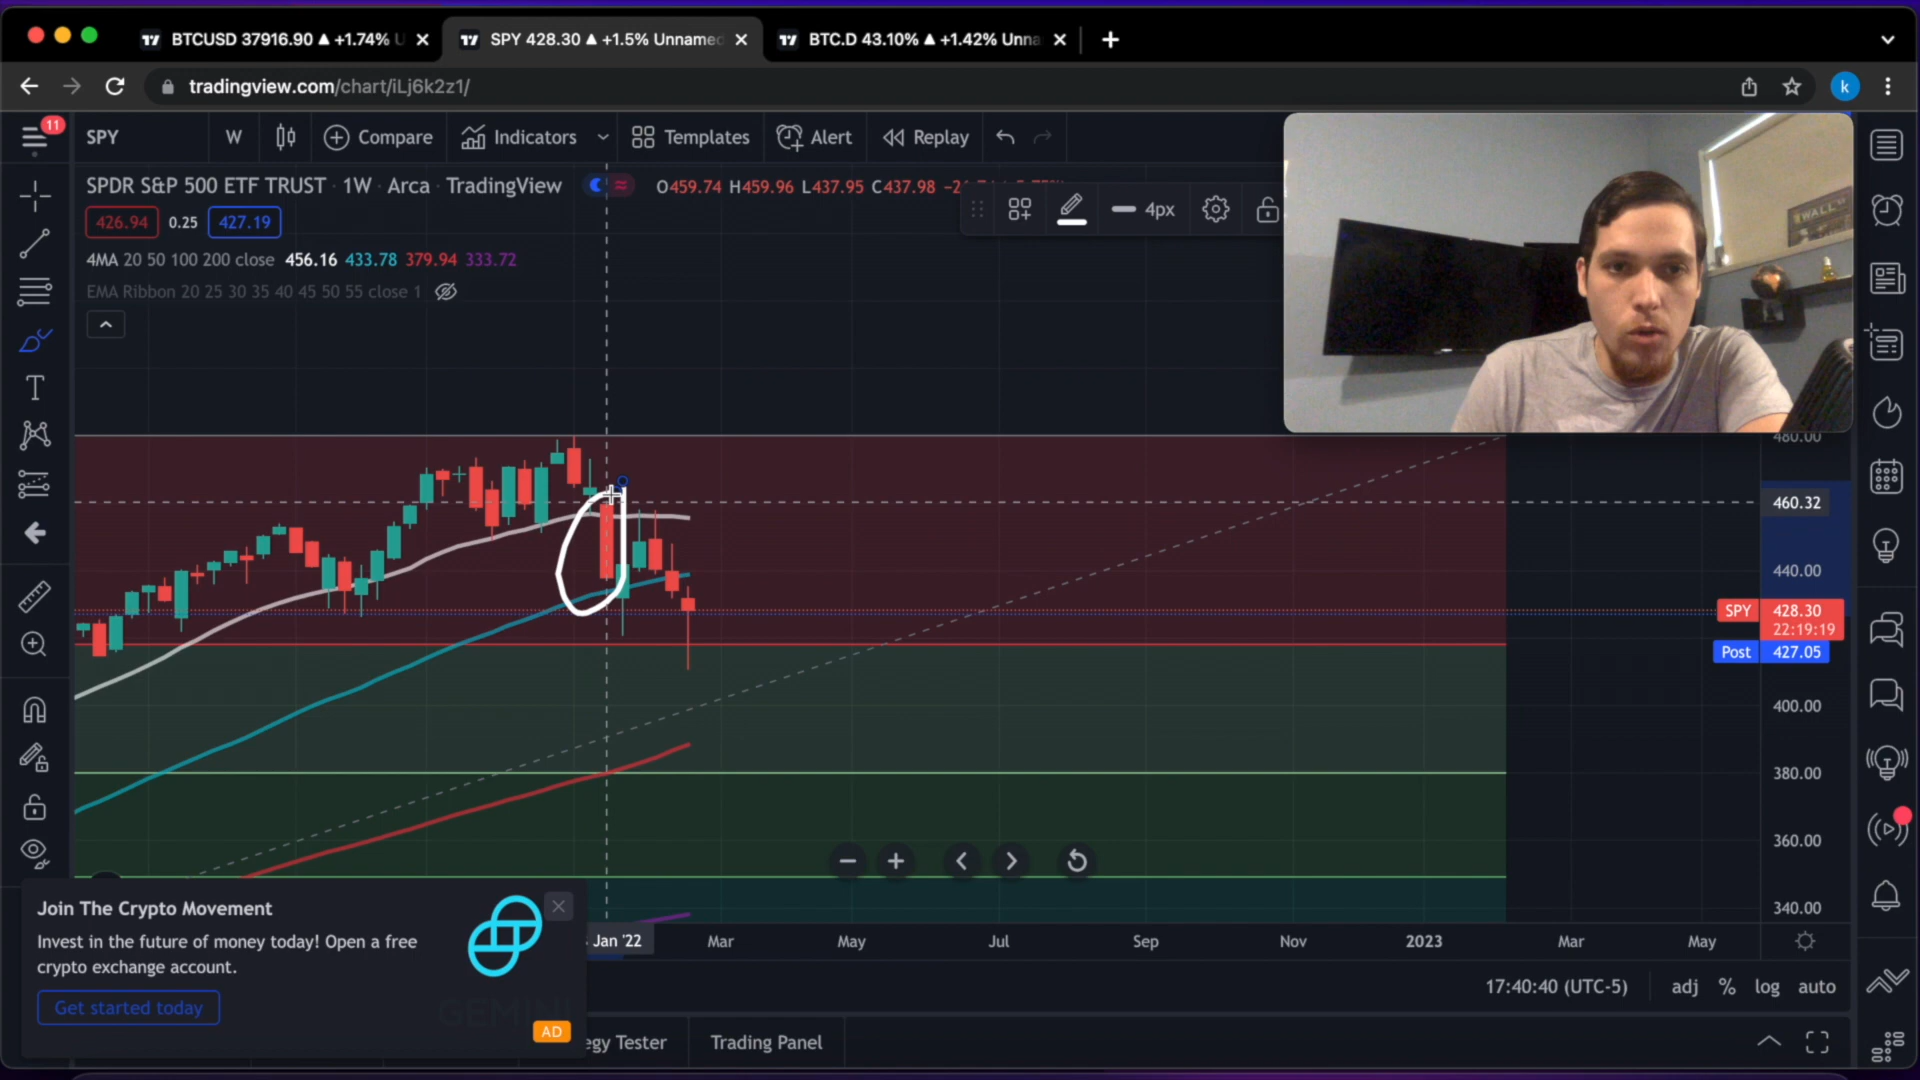 BTCUSD 37916.90 ▲ +1.74% U
SPY 428.30 ▲ +1.5% Unnamed
BTC.D 43.10% ▲ +1.42% Unna
tradingview.com/chart/iLj6k2z1/
k
11
SPY
W
Compare
Indicators
Templates
Alert
Replay
SPDR S&P 500 ETF TRUST · 1W · Arca · TradingView
O459.74 H459.96 L437.95 C437.98
4px
426.94
0.25
427.19
4MA 20 50 100 200 close 456.16 433.78 379.94 333.72
EMA Ribbon 20 25 30 35 40 45 50 55 close 1
WALL
480.00
460.32
440.00
SPY 428.30
22:19:19
Post 427.05
400.00
380.00
360.00
340.00
Jan '22
Mar
May
Jul
Sep
Nov
2023
Mar
May
Join The Crypto Movement
Invest in the future of money today! Open a free
crypto exchange account.
Get started today
GEMINI
AD
17:40:40 (UTC-5)
adj
%
log
auto
egy Tester
Trading Panel